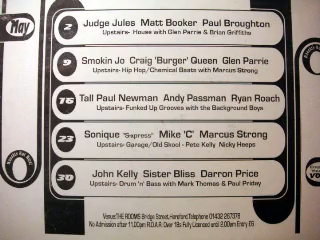 May
2
Judge Jules Matt Booker Paul Broughton
Upstairs- House with Glen Parrie & Brian Griffiths
9
Smokin Jo Craig 'Burger' Queen Glen Parrie
Upstairs- Hip Hop/Chemical Beats with Marcus Strong
16
Tall Paul Newman Andy Passman Ryan Roach
Upstairs- Funked Up Grooves with the Background Boys
23
Sonique "S-express" Mike 'C' Marcus Strong
Upstairs- Garage/Old Skool - Pete Kelly Nicky Heeps
30
John Kelly Sister Bliss Darron Price
Upstairs- Drum 'n' Bass with Mark Thomas & Paul Priday
Venue:THE ROOMS Bridge Street, Hereford.Telephone 01432 267378
No Admission after 11.00pm R.O.A.R. Over 18s Fully Licenced until 2.00am Entry £6